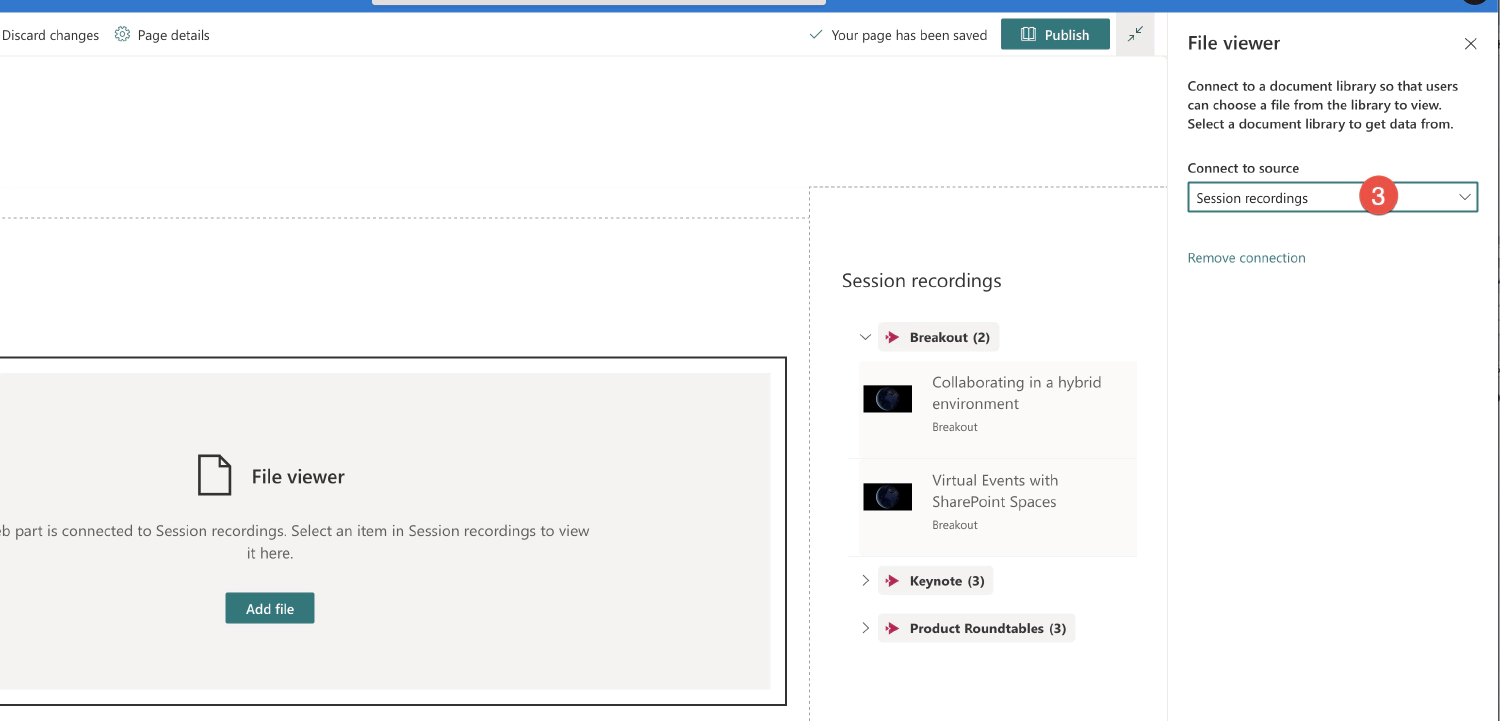 Discard changes
Page details
Your page has been saved
Publish
File viewer
Connect to a document library so that users
can choose a file from the library to view.
Select a document library to get data from.
Connect to source
Session recordings
3
Remove connection
Session recordings
Breakout (2)
Collaborating in a hybrid
environment
Breakout
Virtual Events with
SharePoint Spaces
Breakout
Keynote (3)
Product Roundtables (3)
File viewer
part is connected to Session recordings. Select an item in Session recordings to view
it here.
Add file